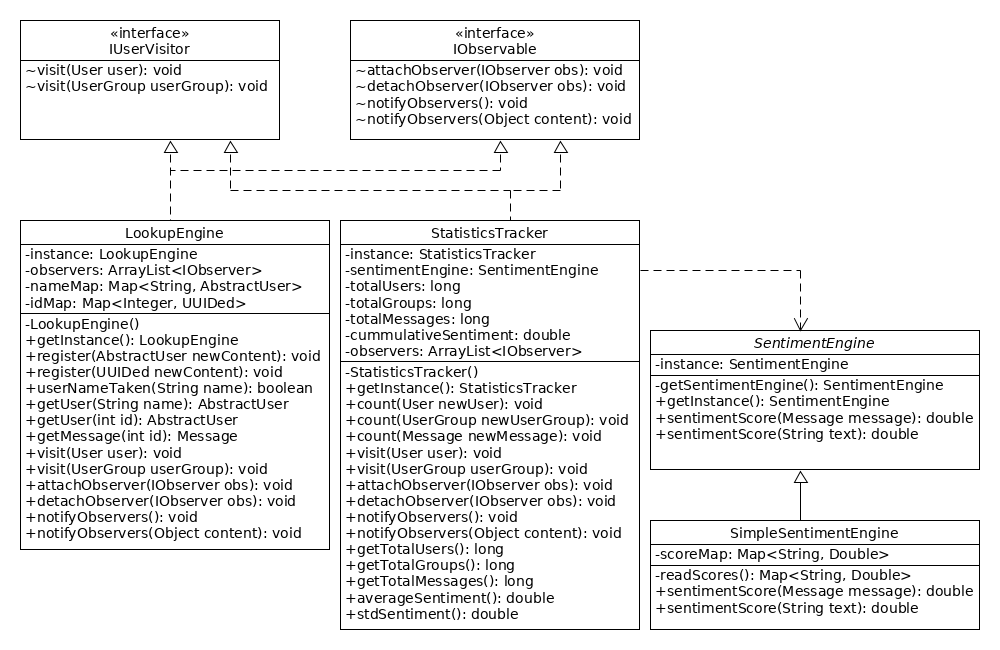 «interface»
IUserVisitor
~visit(User user): void
~visit(UserGroup userGroup): void
«interface»
IObservable
~attachObserver(IObserver obs): void
~detachObserver(IObserver obs): void
~notifyObservers(): void
~notifyObservers(Object content): void
LookupEngine
-instance: LookupEngine
-observers: ArrayList<IObserver>
-nameMap: Map<String, AbstractUser>
-idMap: Map<Integer, UUIDed>
-LookupEngine()
+getInstance(): LookupEngine
+register(AbstractUser newContent): void
+register(UUIDed newContent): void
+userNameTaken(String name): boolean
+getUser(String name): AbstractUser
+getUser(int id): AbstractUser
+getMessage(int id): Message
+visit(User user): void
+visit(UserGroup userGroup): void
+attachObserver(IObserver obs): void
+detachObserver(IObserver obs): void
+notifyObservers(): void
+notifyObservers(Object content): void
StatisticsTracker
-instance: StatisticsTracker
-sentimentEngine: SentimentEngine
-totalUsers: long
-totalGroups: long
-totalMessages: long
-cummulativeSentiment: double
-observers: ArrayList<IObserver>
-StatisticsTracker()
+getInstance(): StatisticsTracker
+count(User newUser): void
+count(UserGroup newUserGroup): void
+count(Message newMessage): void
+visit(User user): void
+visit(UserGroup userGroup): void
+attachObserver(IObserver obs): void
+detachObserver(IObserver obs): void
+notifyObservers(): void
+notifyObservers(Object content): void
+getTotalUsers(): long
+getTotalGroups(): long
+getTotalMessages(): long
+averageSentiment(): double
+stdSentiment(): double
SentimentEngine
-instance: SentimentEngine
-getSentimentEngine(): SentimentEngine
+getInstance(): SentimentEngine
+sentimentScore(Message message): double
+sentimentScore(String text): double
SimpleSentimentEngine
-scoreMap: Map<String, Double>
-readScores(): Map<String, Double>
+sentimentScore(Message message): double
+sentimentScore(String text): double